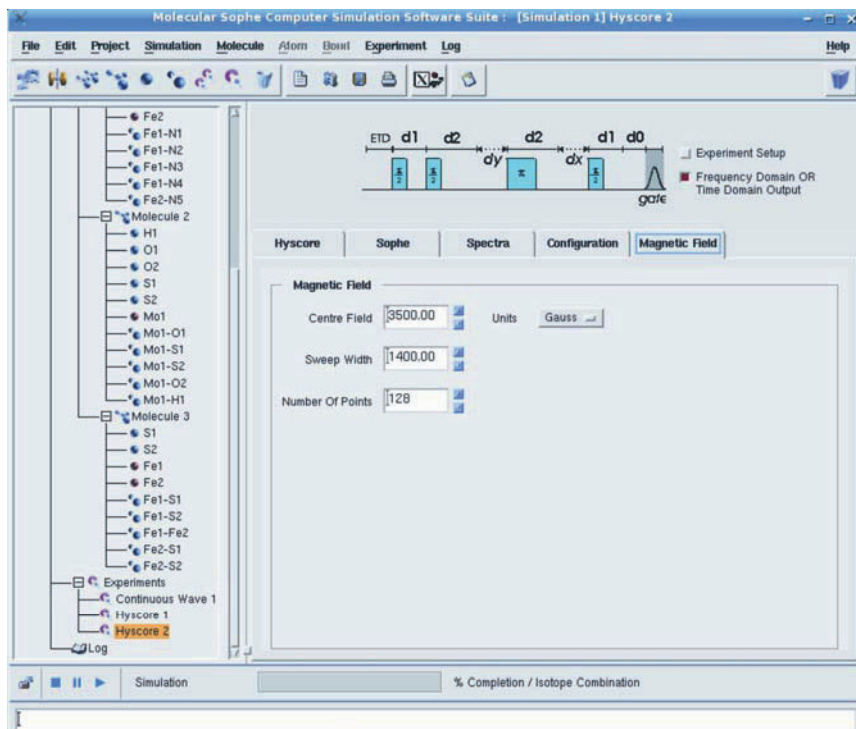 Molecular Sophe Computer Simulation Software Suite : [Simulation 1] Hyscore 2
File Edit Project Simulation Molecule Atom Bond Experiment Log Help
Fe2
Fe1-N1
Fe1-N2
Fe1-N3
Fe1-N4
Fe2-N5
Molecule 2
H1
O1
O2
S1
S2
Mo1
Mo1-O1
Mo1-S1
Mo1-S2
Mo1-O2
Mo1-H1
Molecule 3
S1
S2
Fe1
Fe2
Fe1-S1
Fe1-S2
Fe1-Fe2
Fe2-S1
Fe2-S2
Experiments
Continuous Wave 1
Hyscore 1
Hyscore 2
Log
ETD d1 d2 d2 d1 d0
dy dx
π/2 π/2 π π/2
gate
Experiment Setup
Frequency Domain OR
Time Domain Output
Hyscore Sophe Spectra Configuration Magnetic Field
Magnetic Field
Centre Field 3500.00 Units Gauss
Sweep Width 1400.00
Number Of Points 128
Simulation % Completion / Isotope Combination